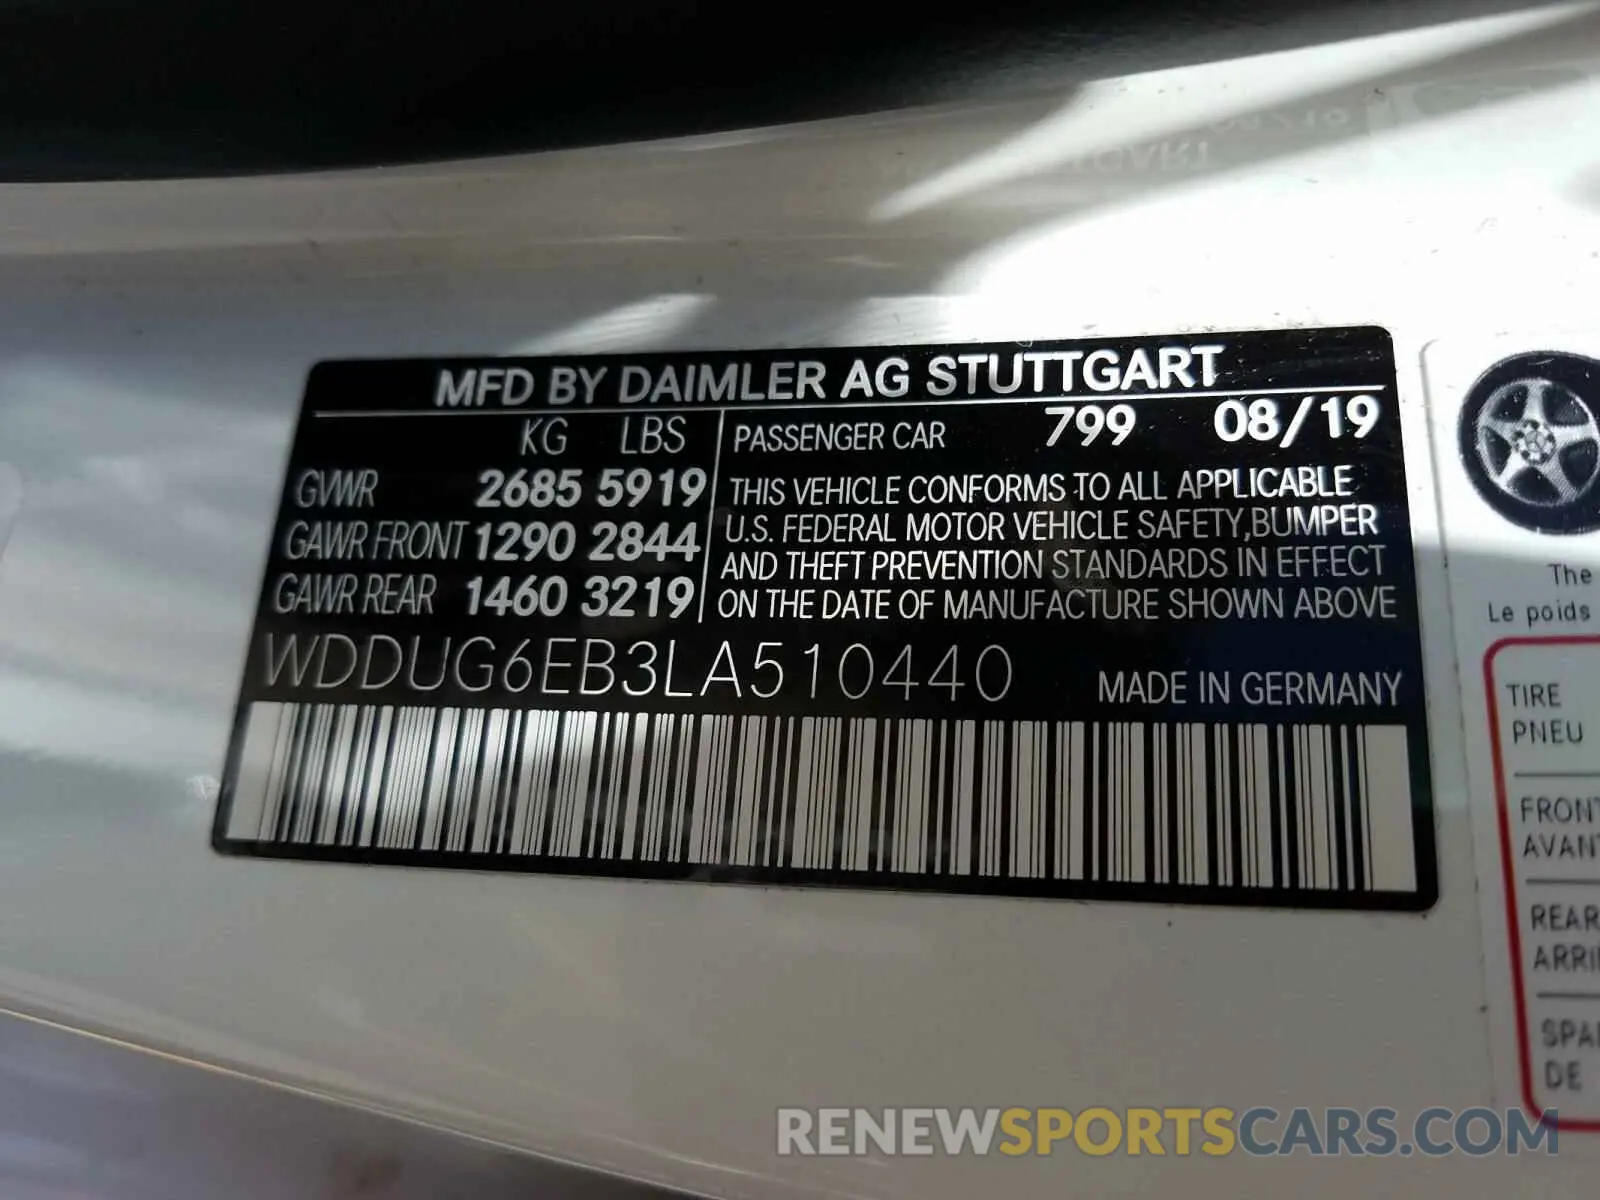 MFD BY DAIMLER AG STUTTGART
KG LBS
PASSENGER CAR 799 08/19
GVWR 2685 5919
GAWR FRONT 1290 2844
GAWR REAR 1460 3219
THIS VEHICLE CONFORMS TO ALL APPLICABLE
U.S. FEDERAL MOTOR VEHICLE SAFETY, BUMPER
AND THEFT PREVENTION STANDARDS IN EFFECT
ON THE DATE OF MANUFACTURE SHOWN ABOVE
WDDUG6EB3LA510440
MADE IN GERMANY
The
Le poids
TIRE
PNEU
FRONT
AVANT
REAR
DE
RENEWSPORTSCARS.COM